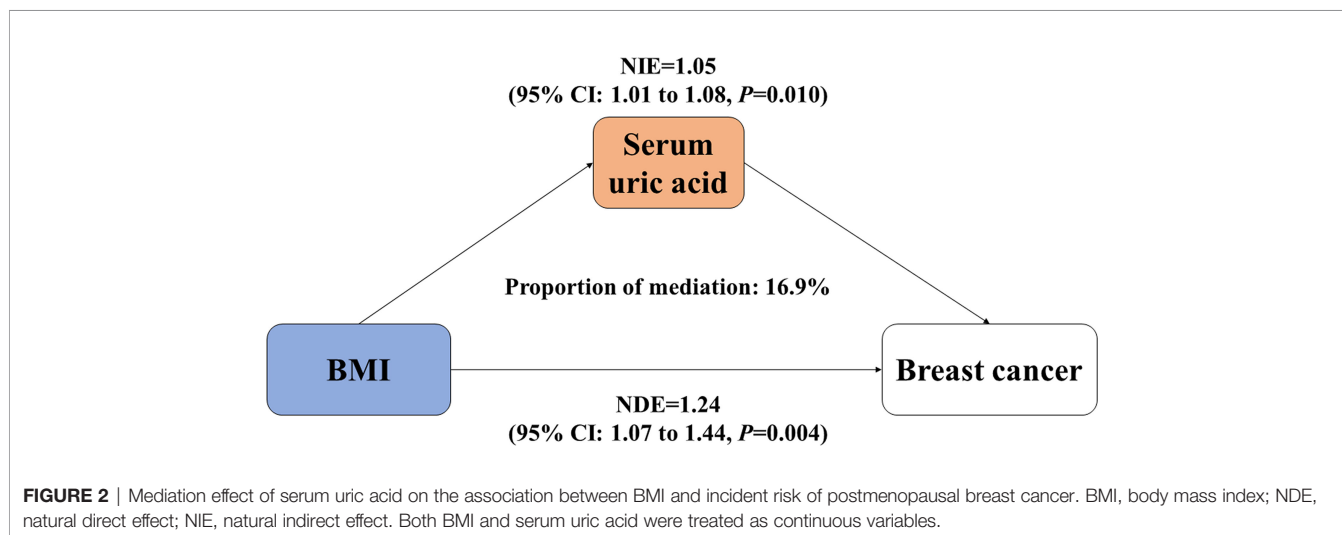 NIE=1.05
(95% CI: 1.01 to 1.08, P=0.010)
Serum
uric acid
Proportion of mediation: 16.9%
BMI
Breast cancer
NDE=1.24
(95% CI: 1.07 to 1.44, P=0.004)
FIGURE 2 | Mediation effect of serum uric acid on the association between BMI and incident risk of postmenopausal breast cancer. BMI, body mass index; NDE,
natural direct effect; NIE, natural indirect effect. Both BMI and serum uric acid were treated as continuous variables.